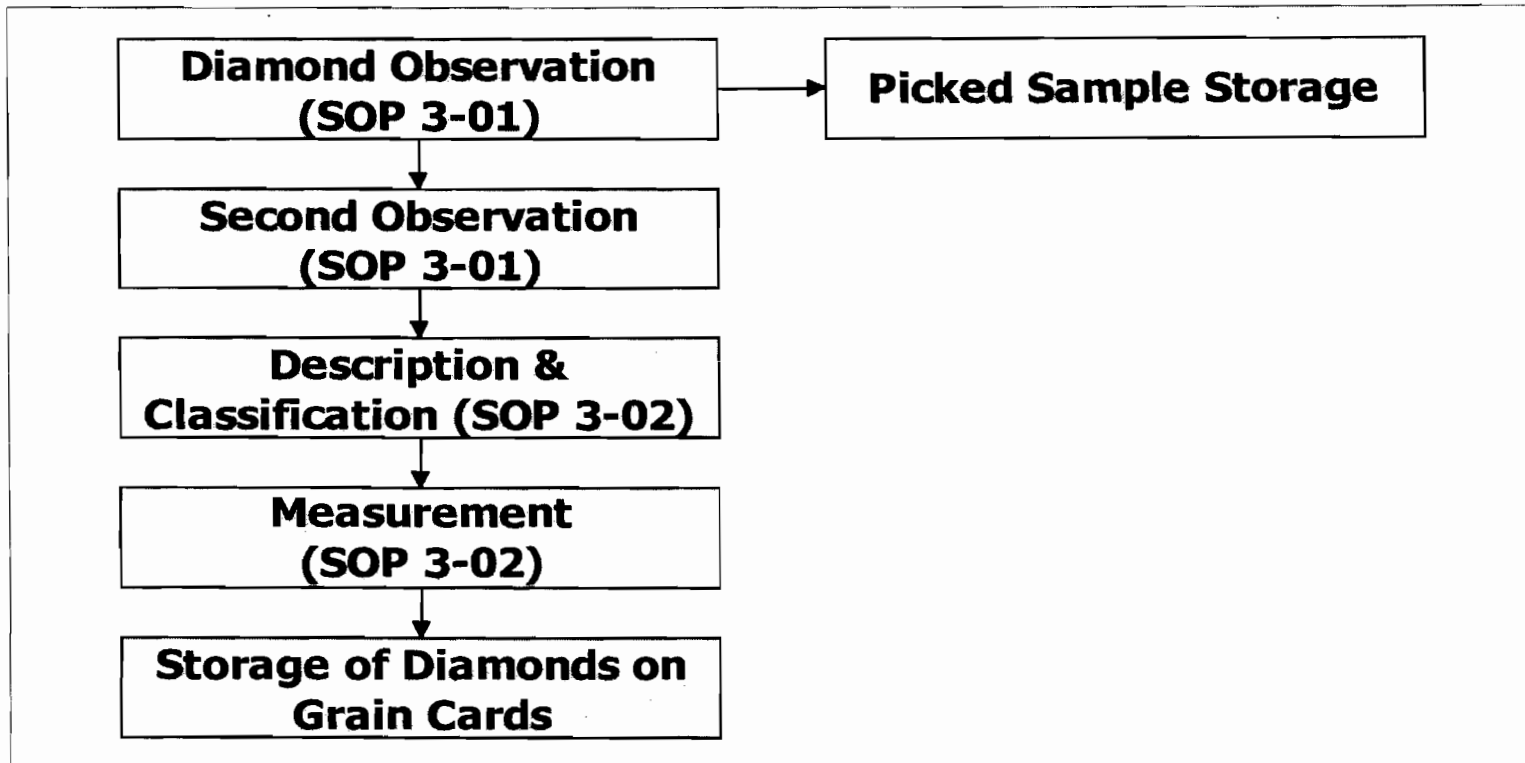 Diamond Observation
(SOP 3-01)
Picked Sample Storage
Second Observation
(SOP 3-01)
Description &
Classification (SOP 3-02)
Measurement
(SOP 3-02)
Storage of Diamonds on
Grain Cards